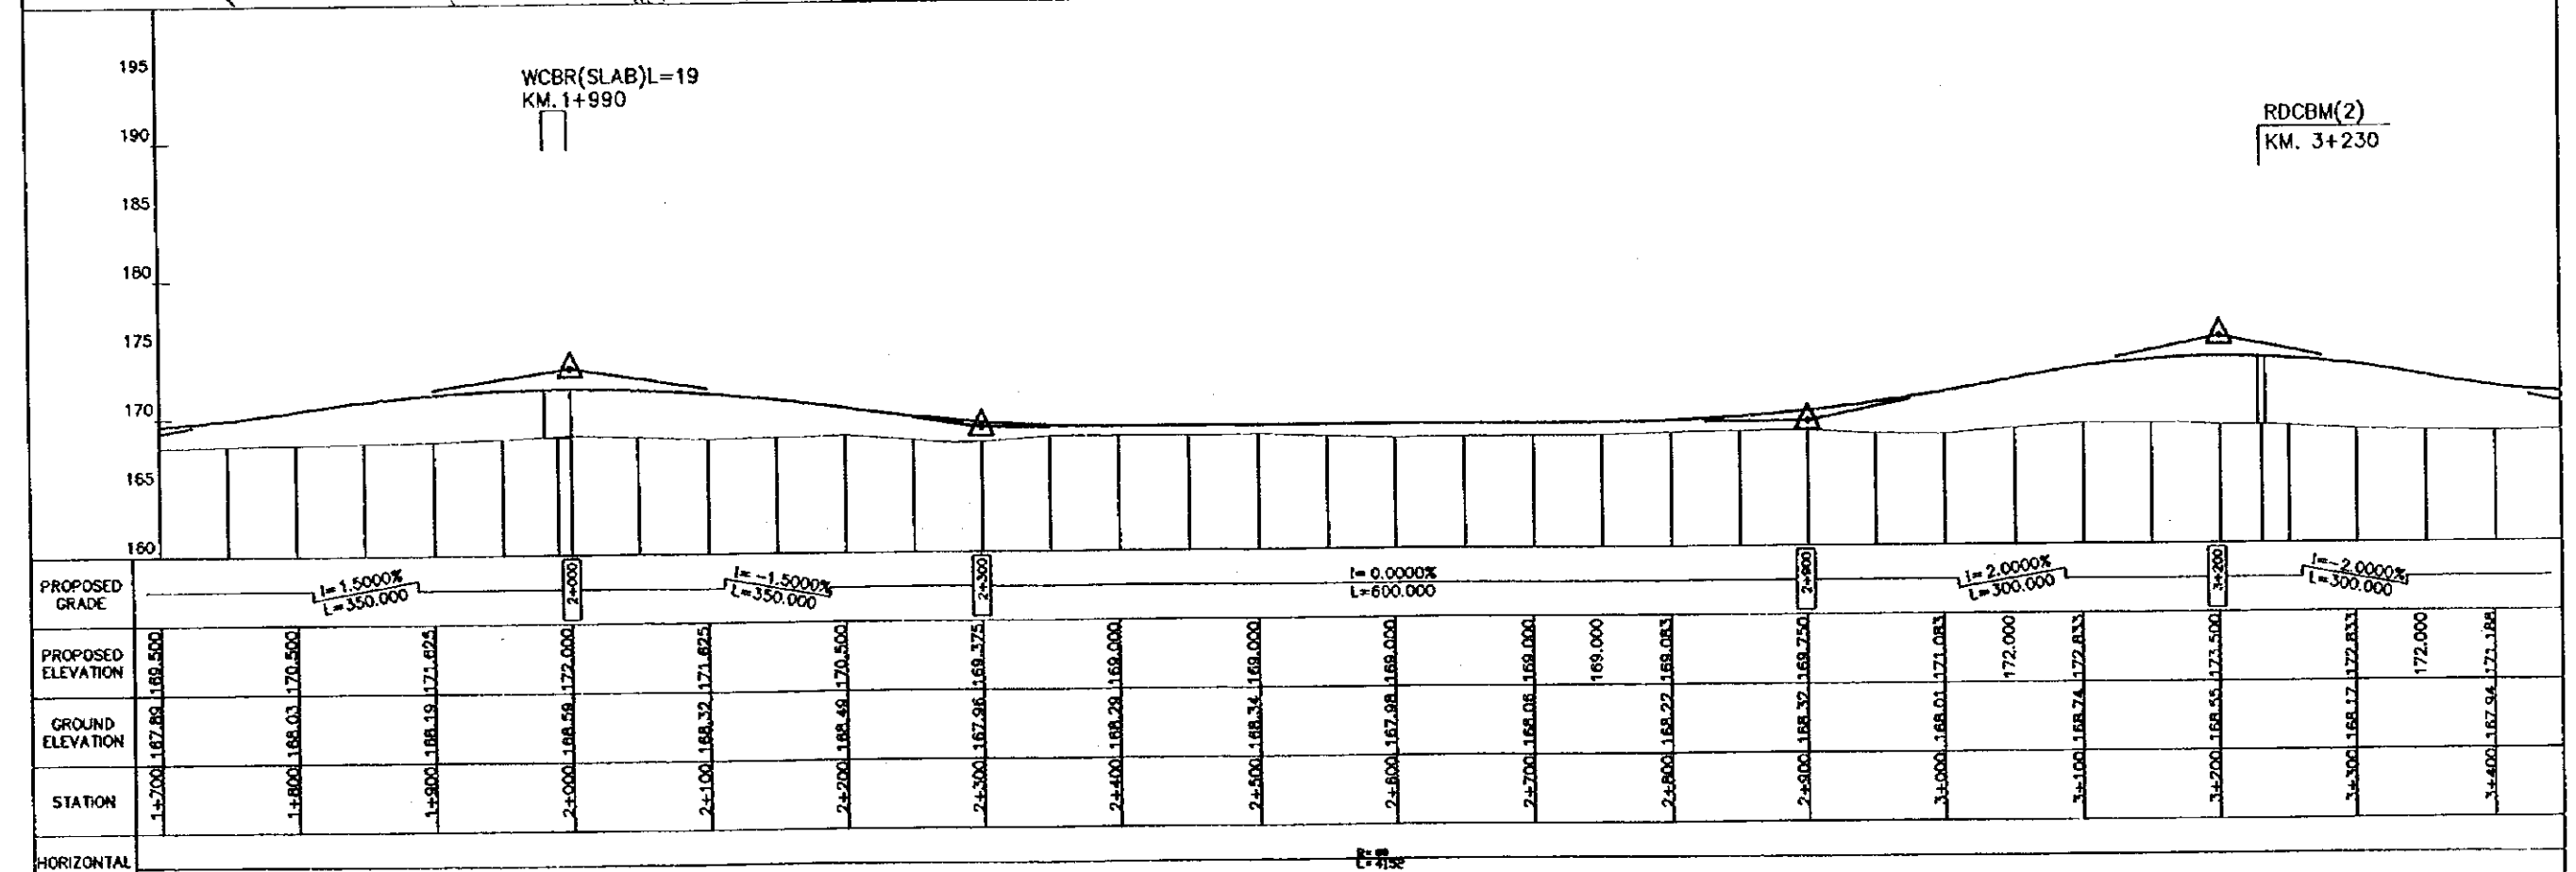 195
190
185
180
175
170
165
160
WCBR(SLAB)L=19
KM. 1+990
RDCBM(2)
KM. 3+230
PROPOSED GRADE
I= 1.5000%
L=350.000
2+000
I= -1.5000%
L=350.000
2+300
I= 0.0000%
L=600.000
2+900
I= 2.0000%
L=300.000
3+200
I=-2.0000%
L=300.000
PROPOSED ELEVATION
169.500 170.500 171.625 172.000 171.625 170.500 169.375 169.000 169.000 169.000 169.000 169.000 169.083 169.750 171.083 172.000 172.833 173.500 172.833 172.000 171.188
GROUND ELEVATION
167.89 168.03 168.19 168.59 168.32 168.49 167.96 168.29 168.34 167.98 168.06 168.22 168.32 168.01 168.74 168.55 168.17 167.94
STATION
1+700 1+800 1+900 2+000 2+100 2+200 2+300 2+400 2+500 2+600 2+700 2+800 2+900 3+000 3+100 3+200 3+300 3+400
HORIZONTAL
L=4152